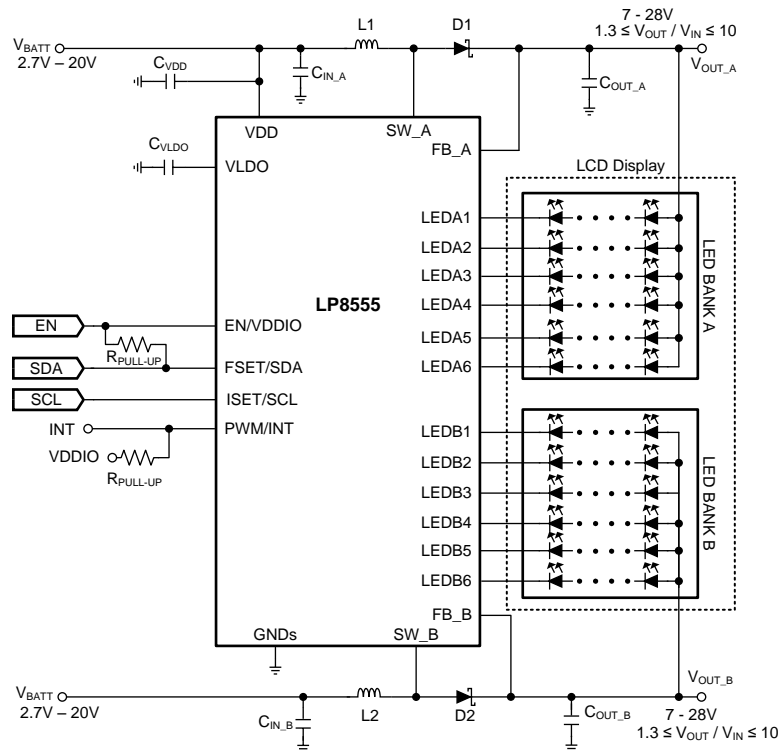 7 - 28V
1.3 ≤ VOUT / VIN ≤ 10
VBATT
2.7V – 20V
L1
D1
VOUT_A
CVDD
CIN_A
COUT_A
VDD
SW_A
CVLDO
VLDO
FB_A
LCD Display
LEDA1
LEDA2
LEDA3
LEDA4
LEDA5
LEDA6
LED BANK A
LP8555
EN
EN/VDDIO
RPULL-UP
SDA
FSET/SDA
SCL
ISET/SCL
INT
PWM/INT
VDDIO
RPULL-UP
LEDB1
LEDB2
LEDB3
LEDB4
LEDB5
LEDB6
LED BANK B
FB_B
GNDs
SW_B
VBATT
2.7V – 20V
CIN_B
L2
D2
COUT_B
VOUT_B
7 - 28V
1.3 ≤ VOUT / VIN ≤ 10